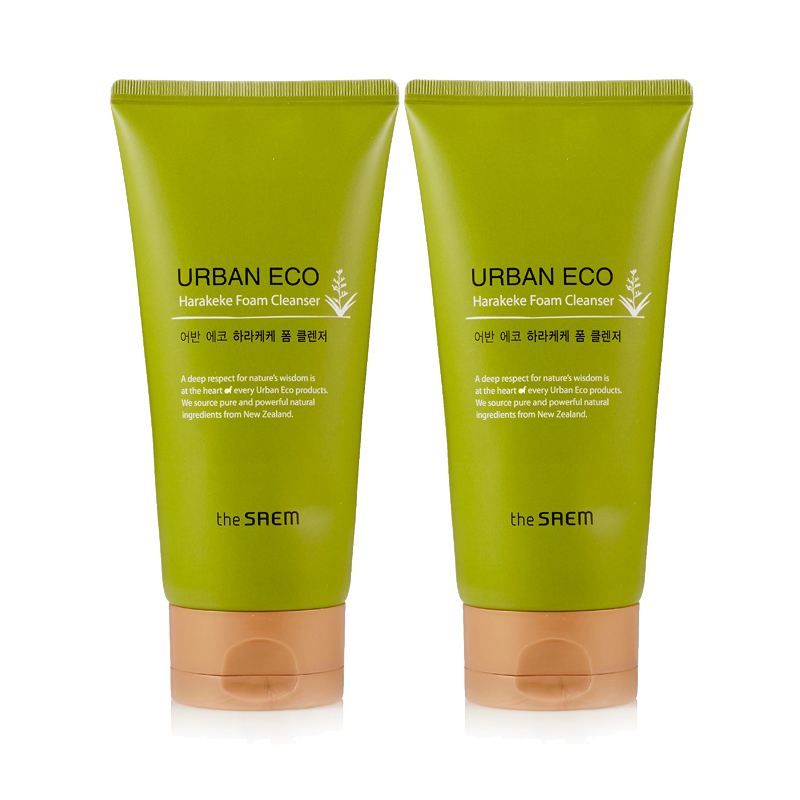 URBAN ECO
Harakeke Foam Cleanser
어반 에코 하라케케 폼 클렌저
A deep respect for nature's wisdom is
at the heart of every Urban Eco products.
We source pure and powerful natural
ingredients from New Zealand.
the SAEM
URBAN ECO
Harakeke Foam Cleanser
어반 에코 하라케케 폼 클렌저
A deep respect for nature's wisdom is
at the heart of every Urban Eco products.
We source pure and powerful natural
ingredients from New Zealand.
the SAEM